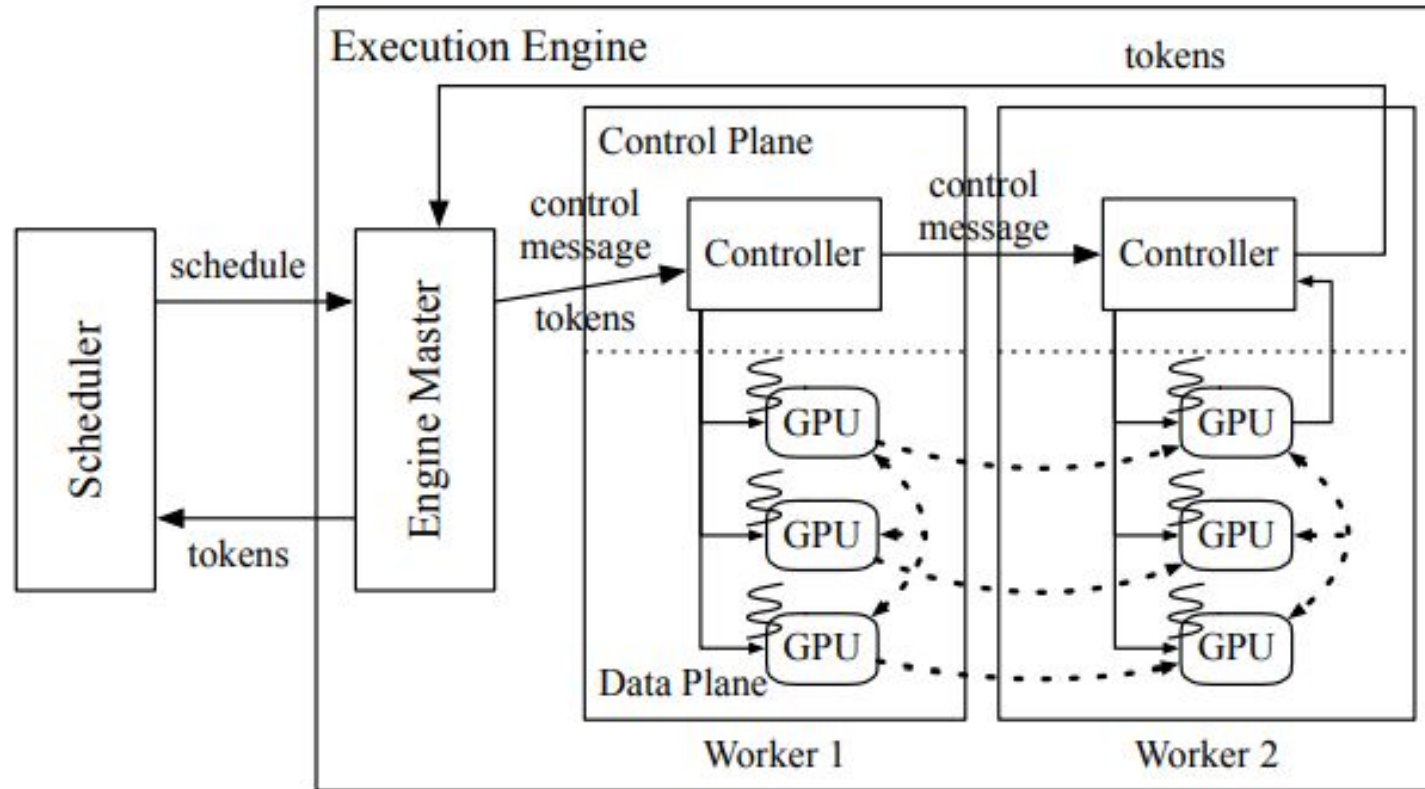 Execution Engine
tokens
Control Plane
control
message
control
message
schedule
Controller
Controller
tokens
Scheduler
Engine Master
GPU
GPU
tokens
GPU
GPU
GPU
GPU
Data Plane
Worker 1
Worker 2